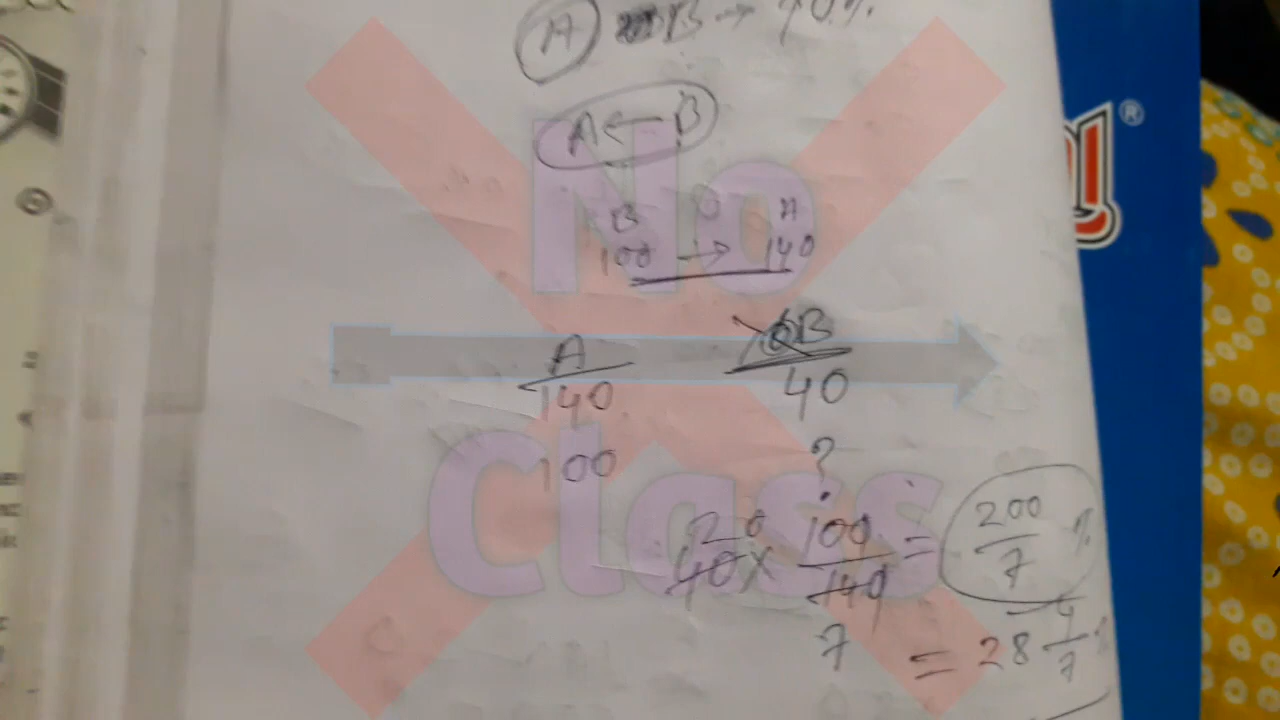 A B → 40%
A ← B
No
B A
100 → 140
A B
140 40
100 ?
Class
20
40 x 100/140 = 200/7 %
7
= 28 4/7 %
®